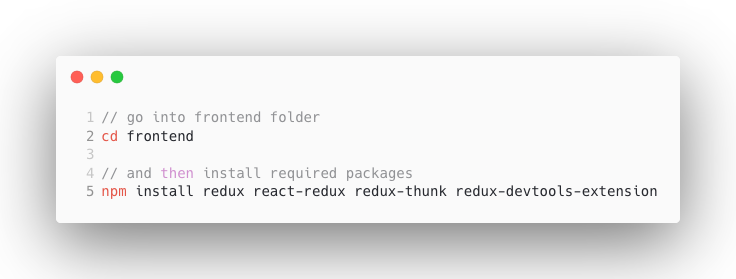 1 // go into frontend folder
2 cd frontend
3
4 // and then install required packages
5 npm install redux react-redux redux-thunk redux-devtools-extension